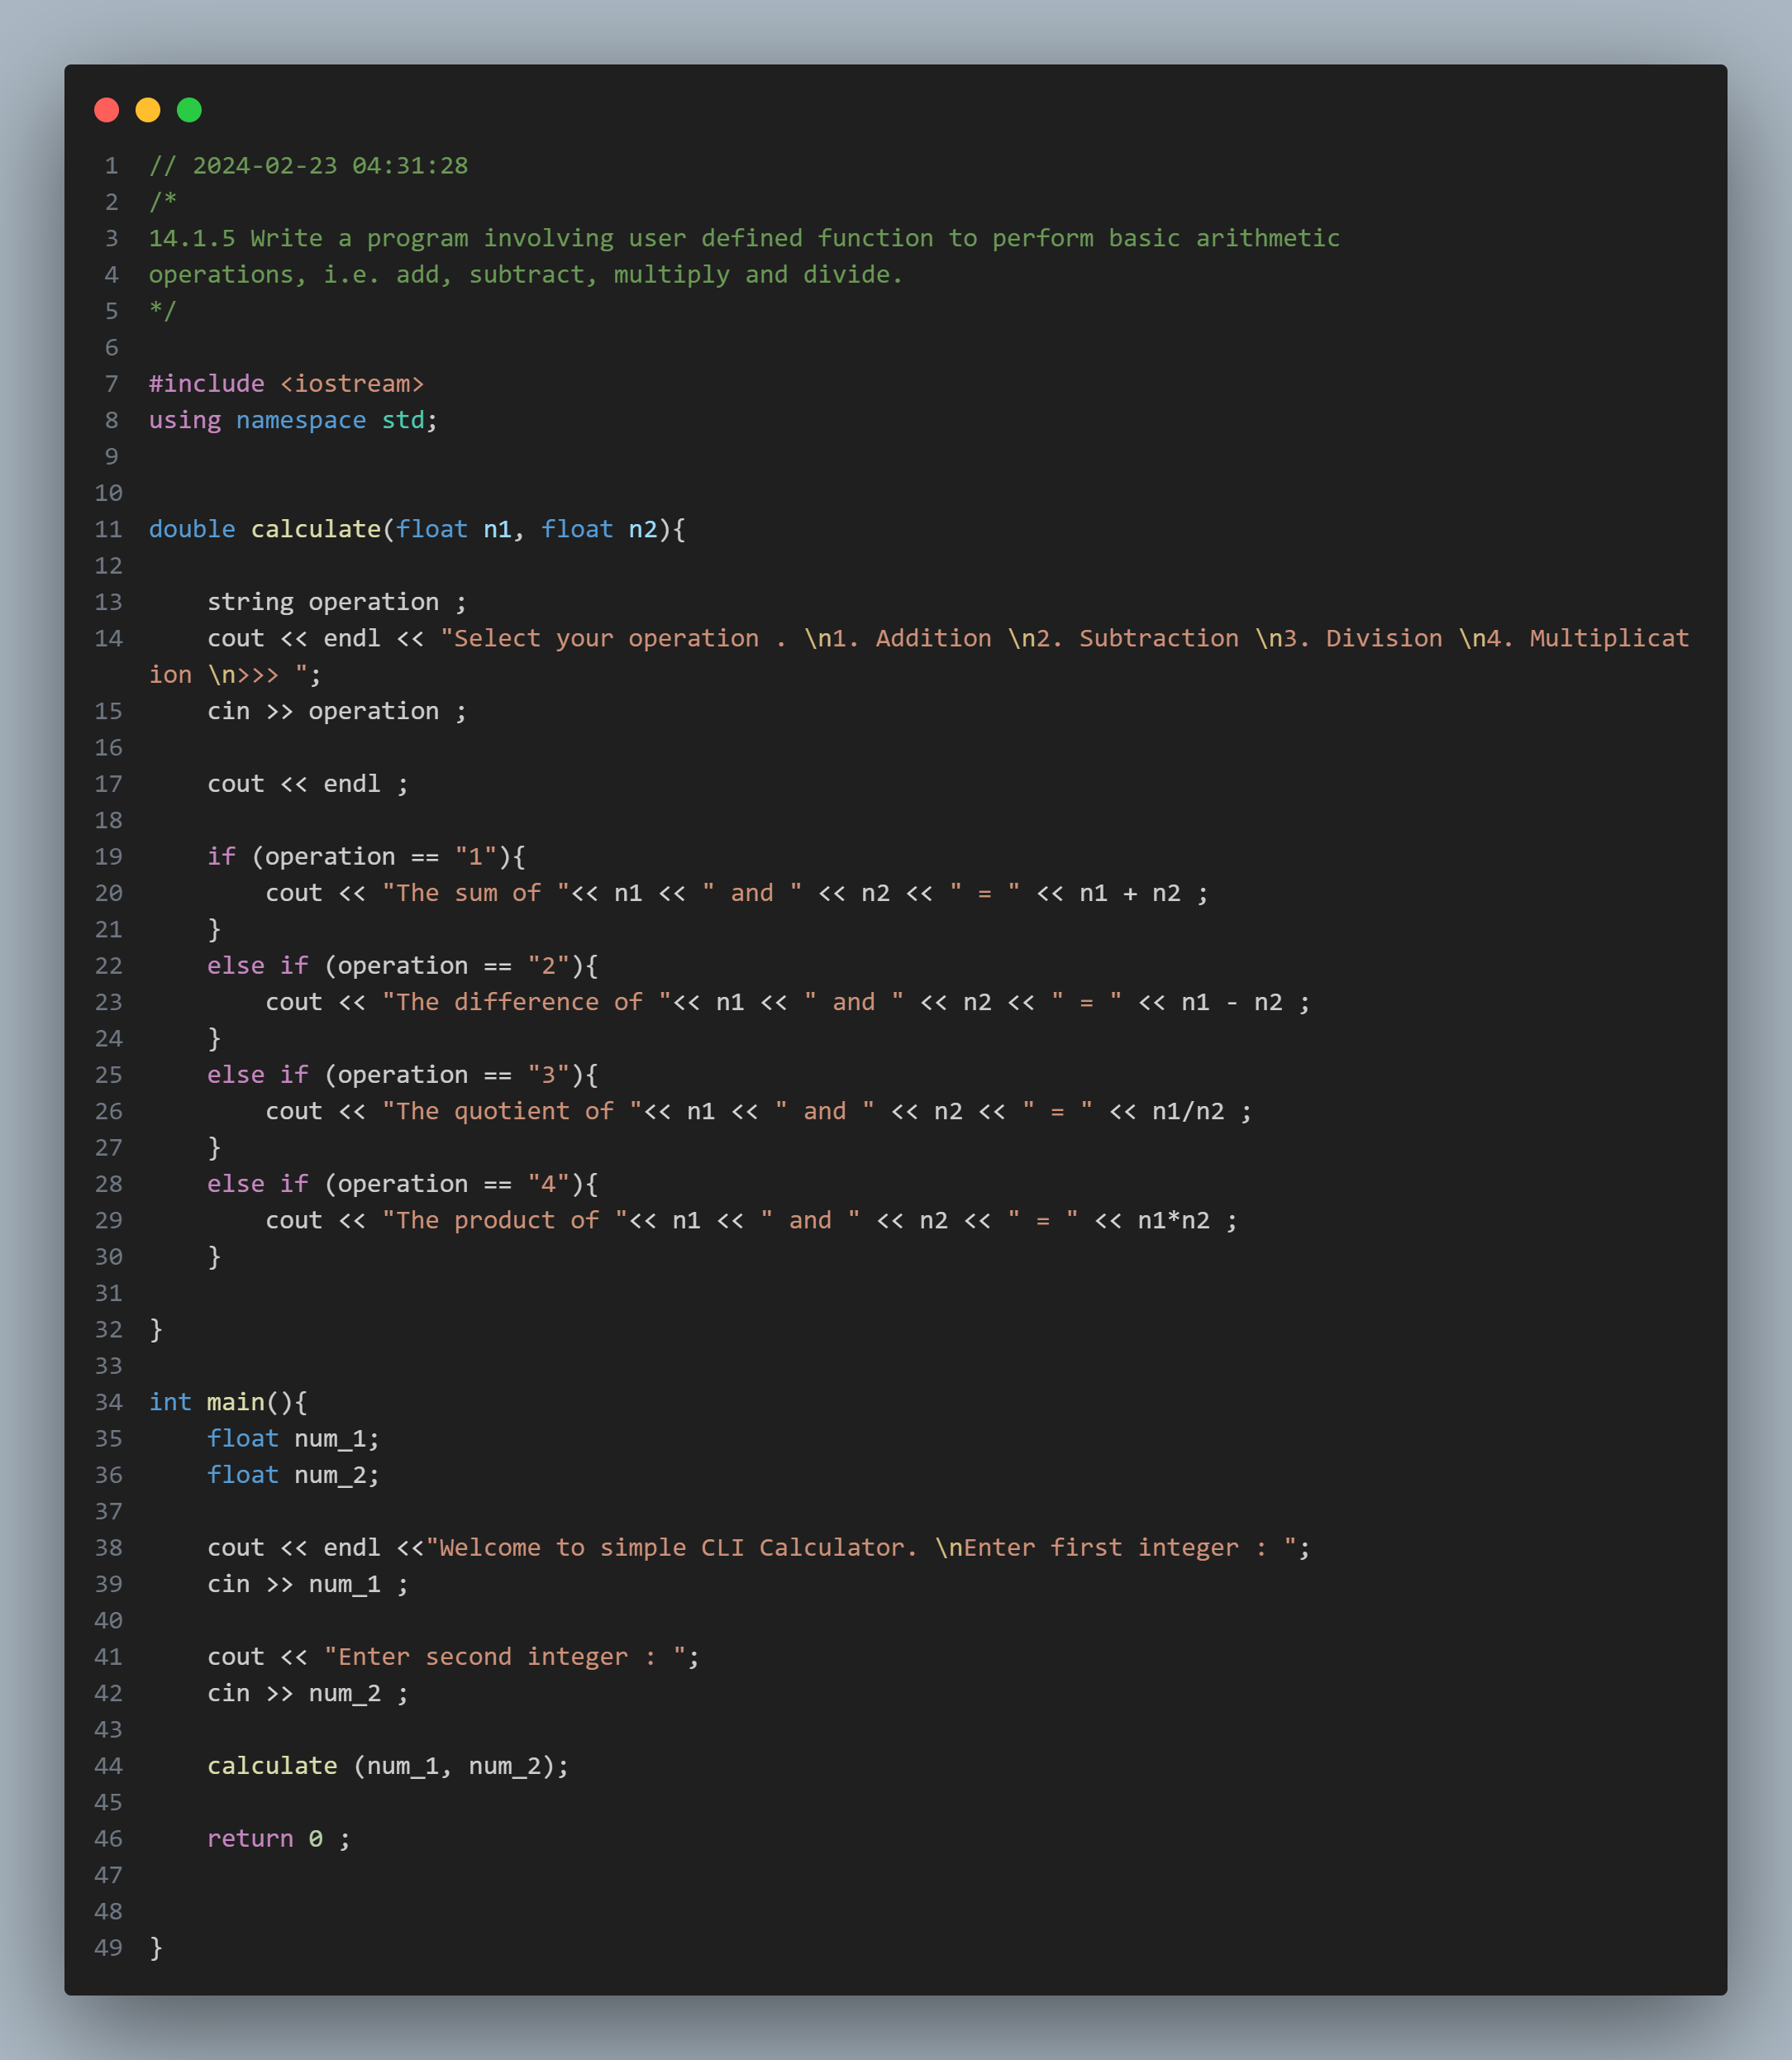 1 // 2024-02-23 04:31:28
2 /*
3 14.1.5 Write a program involving user defined function to perform basic arithmetic
4 operations, i.e. add, subtract, multiply and divide.
5 */
6
7 #include <iostream>
8 using namespace std;
9
10
11 double calculate(float n1, float n2){
12
13     string operation ;
14     cout << endl << "Select your operation . \n1. Addition \n2. Subtraction \n3. Division \n4. Multiplicat
ion \n>>> ";
15     cin >> operation ;
16
17     cout << endl ;
18
19     if (operation == "1"){
20         cout << "The sum of "<< n1 << " and " << n2 << " = " << n1 + n2 ;
21     }
22     else if (operation == "2"){
23         cout << "The difference of "<< n1 << " and " << n2 << " = " << n1 - n2 ;
24     }
25     else if (operation == "3"){
26         cout << "The quotient of "<< n1 << " and " << n2 << " = " << n1/n2 ;
27     }
28     else if (operation == "4"){
29         cout << "The product of "<< n1 << " and " << n2 << " = " << n1*n2 ;
30     }
31
32 }
33
34 int main(){
35     float num_1;
36     float num_2;
37
38     cout << endl <<"Welcome to simple CLI Calculator. \nEnter first integer : ";
39     cin >> num_1 ;
40
41     cout << "Enter second integer : ";
42     cin >> num_2 ;
43
44     calculate (num_1, num_2);
45
46     return 0 ;
47
48
49 }